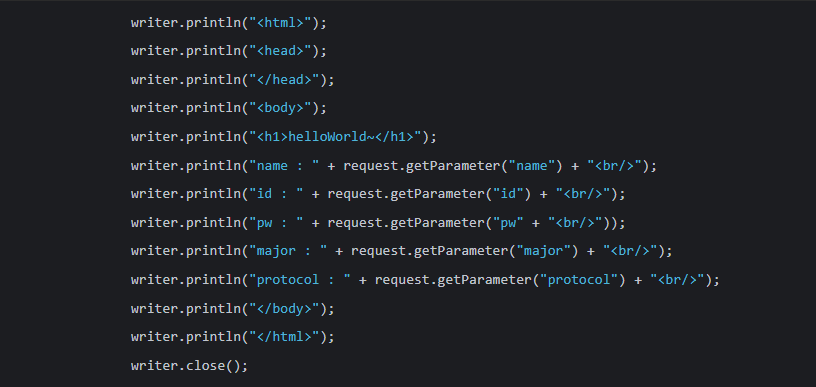 writer.println("<html>");
writer.println("<head>");
writer.println("</head>");
writer.println("<body>");
writer.println("<h1>helloWorld~</h1>");
writer.println("name : " + request.getParameter("name") + "<br/>");
writer.println("id : " + request.getParameter("id") + "<br/>");
writer.println("pw : " + request.getParameter("pw" + "<br/>"));
writer.println("major : " + request.getParameter("major") + "<br/>");
writer.println("protocol : " + request.getParameter("protocol") + "<br/>");
writer.println("</body>");
writer.println("</html>");
writer.close();